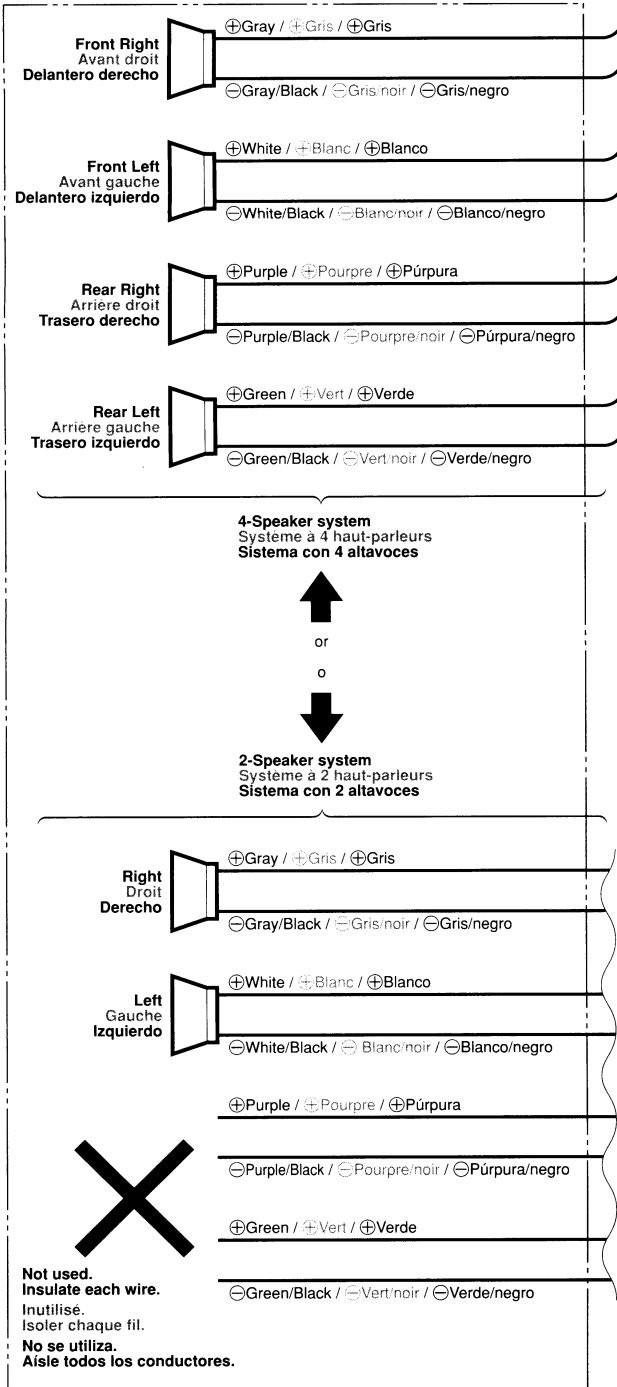 ⊕Gray / ⊕Gris / ⊕Gris
Front Right
Avant droit
Delantero derecho
⊖Gray/Black / ⊖Gris/noir / ⊖Gris/negro
⊕White / ⊕Blanc / ⊕Blanco
Front Left
Avant gauche
Delantero izquierdo
⊖White/Black / ⊖Blanc/noir / ⊖Blanco/negro
⊕Purple / ⊕Pourpre / ⊕Púrpura
Rear Right
Arrière droit
Trasero derecho
⊖Purple/Black / ⊖Pourpre/noir / ⊖Púrpura/negro
⊕Green / ⊕Vert / ⊕Verde
Rear Left
Arrière gauche
Trasero izquierdo
⊖Green/Black / ⊖Vert/noir / ⊖Verde/negro
4-Speaker system
Système à 4 haut-parleurs
Sistema con 4 altavoces
or
o
2-Speaker system
Système à 2 haut-parleurs
Sistema con 2 altavoces
⊕Gray / ⊕Gris / ⊕Gris
Right
Droit
Derecho
⊖Gray/Black / ⊖Gris/noir / ⊖Gris/negro
⊕White / ⊕Blanc / ⊕Blanco
Left
Gauche
Izquierdo
⊖White/Black / ⊖ Blanc/noir / ⊖Blanco/negro
⊕Purple / ⊕Pourpre / ⊕Púrpura
⊖Purple/Black / ⊖Pourpre/noir / ⊖Púrpura/negro
⊕Green / ⊕Vert / ⊕Verde
⊖Green/Black / ⊖Vert/noir / ⊖Verde/negro
Not used.
Insulate each wire.
Inutilisé.
Isoler chaque fil.
No se utiliza.
Aísle todos los conductores.